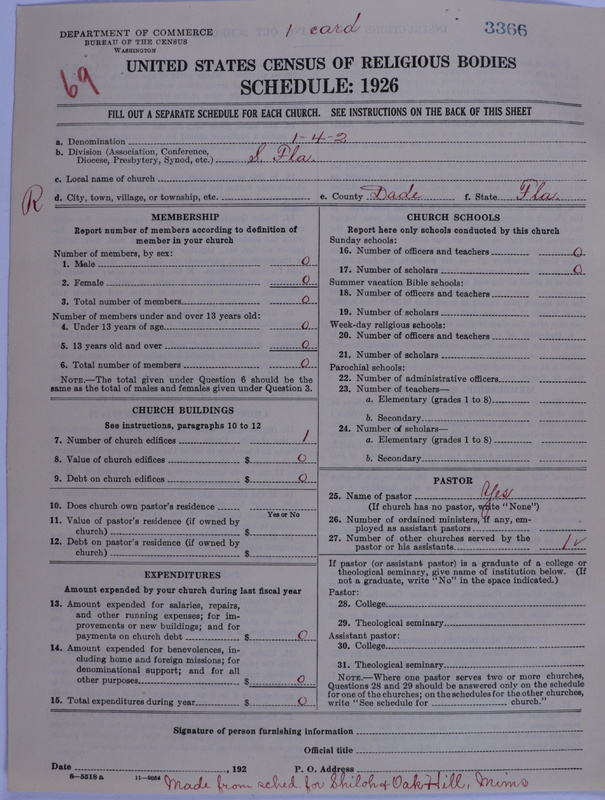 DEPARTMENT OF COMMERCE
BUREAU OF THE CENSUS
WASHINGTON
1 card
3366
69
UNITED STATES CENSUS OF RELIGIOUS BODIES
SCHEDULE: 1926
FILL OUT A SEPARATE SCHEDULE FOR EACH CHURCH. SEE INSTRUCTIONS ON THE BACK OF THIS SHEET
a. Denomination 1-4-2
b. Division (Association, Conference, Diocese, Presbytery, Synod, etc.) S. Fla.
c. Local name of church
R
d. City, town, village, or township, etc. e. County Dade f. State Fla.
MEMBERSHIP
Report number of members according to definition of
member in your church
Number of members, by sex:
1. Male 0
2. Female 0
3. Total number of members 0
Number of members under and over 13 years old:
4. Under 13 years of age 0
5. 13 years old and over 0
6. Total number of members 0
NOTE.—The total given under Question 6 should be the
same as the total of males and females given under Question 3.
CHURCH BUILDINGS
See instructions, paragraphs 10 to 12
7. Number of church edifices 1
8. Value of church edifices $ 0
9. Debt on church edifices $ 0
10. Does church own pastor's residence
Yes or No
11. Value of pastor's residence (if owned by
church) $
12. Debt on pastor's residence (if owned by
church) $
EXPENDITURES
Amount expended by your church during last fiscal year
13. Amount expended for salaries, repairs,
and other running expenses; for im-
provements or new buildings; and for
payments on church debt $ 0
14. Amount expended for benevolences, in-
cluding home and foreign missions; for
denominational support; and for all
other purposes $ 0
15. Total expenditures during year $ 0
CHURCH SCHOOLS
Report here only schools conducted by this church
Sunday schools:
16. Number of officers and teachers 0
17. Number of scholars 0
Summer vacation Bible schools:
18. Number of officers and teachers
19. Number of scholars
Week-day religious schools:
20. Number of officers and teachers
21. Number of scholars
Parochial schools:
22. Number of administrative officers
23. Number of teachers—
a. Elementary (grades 1 to 8)
b. Secondary
24. Number of scholars—
a. Elementary (grades 1 to 8)
b. Secondary
PASTOR
25. Name of pastor Yes
(If church has no pastor, write "None")
26. Number of ordained ministers, if any, em-
ployed as assistant pastors
27. Number of other churches served by the
pastor or his assistants 1
If pastor (or assistant pastor) is a graduate of a college or
theological seminary, give name of institution below. (If
not a graduate, write "No" in the space indicated.)
Pastor:
28. College
29. Theological seminary
Assistant pastor:
30. College
31. Theological seminary
NOTE.—Where one pastor serves two or more churches,
Questions 28 and 29 should be answered only on the schedule
for one of the churches; on the schedules for the other churches,
write "See schedule for church."
Signature of person furnishing information
Official title
Date , 192 P. O. Address
8-5518a 11-9054 Made from sched for Shiloh & Oak Hill, Mims